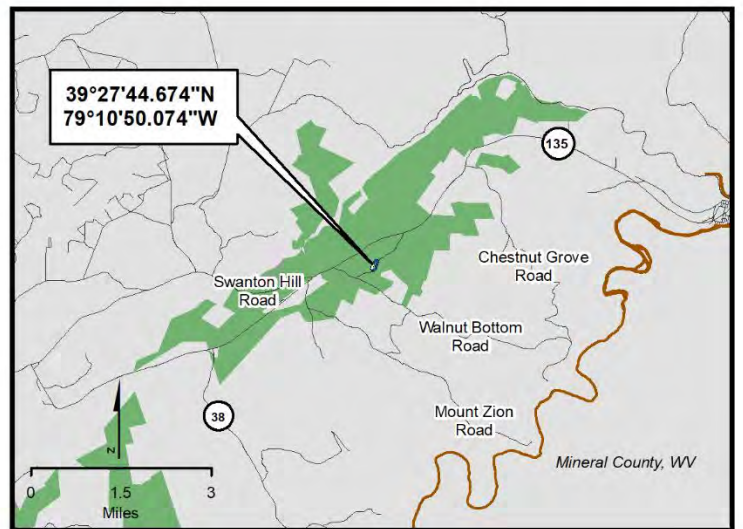 39°27'44.674"N
79°10'50.074"W
135
Chestnut Grove
Road
Swanton Hill
Road
Walnut Bottom
Road
38
Mount Zion
Road
Mineral County, WV
N
0 1.5 3
Miles